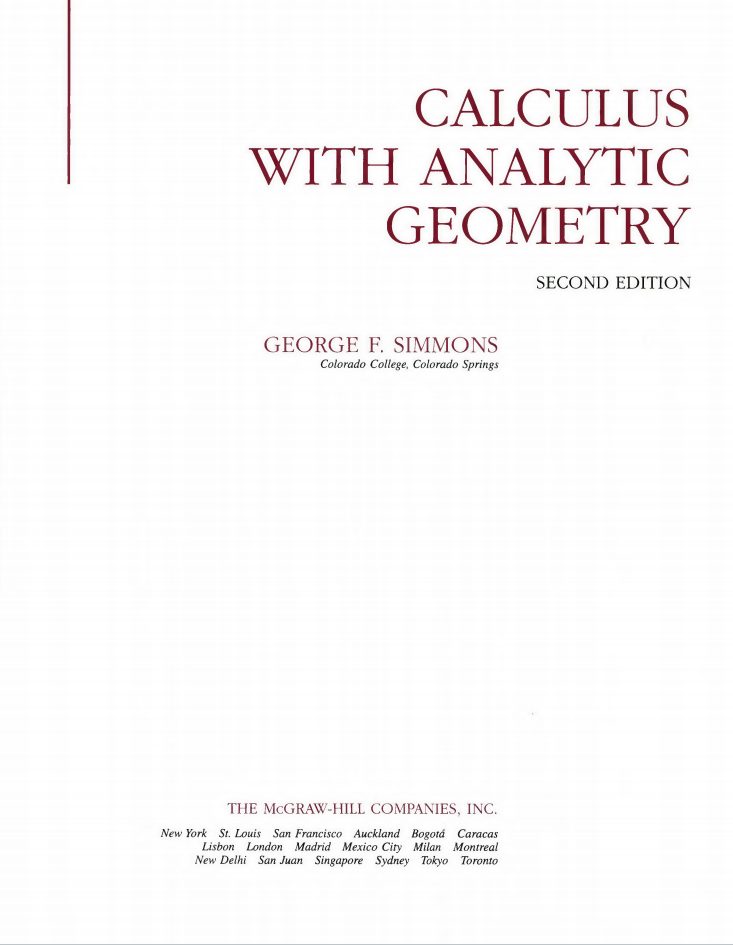 CALCULUS
WITH ANALYTIC
GEOMETRY
SECOND EDITION
GEORGE F. SIMMONS
Colorado College, Colorado Springs
THE McGRAW-HILL COMPANIES, INC.
New York St. Louis San Francisco Auckland Bogotá Caracas
Lisbon London Madrid Mexico City Milan Montreal
New Delhi San Juan Singapore Sydney Tokyo Toronto